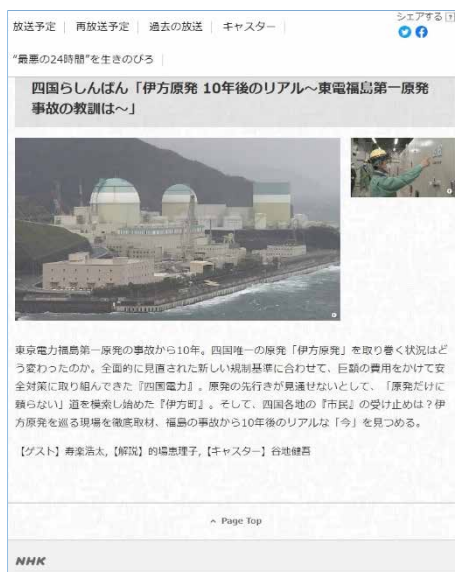 シェアする
放送予定 再放送予定 過去の放送 キャスター
“最悪の24時間”を生きのびろ
四国らしんばん「伊方原発 10年後のリアル～東電福島第一原発
事故の教訓は～」
東京電力福島第一原発の事故から10年。四国唯一の原発「伊方原発」を取り巻く状況はど
う変わったのか。全面的に見直された新しい規制基準に合わせて、巨額の費用をかけて安
全対策に取り組んできた『四国電力』。原発の先行きが見通せないとして、「原発だけに
頼らない」道を模索し始めた『伊方町』。そして、四国各地の『市民』の受け止めは？伊
方原発を巡る現場を徹底取材、福島の事故から10年後のリアルな「今」を見つめる。
【ゲスト】寿楽浩太,【解説】的場恵理子,【キャスター】谷地健吾
Page Top
NHK